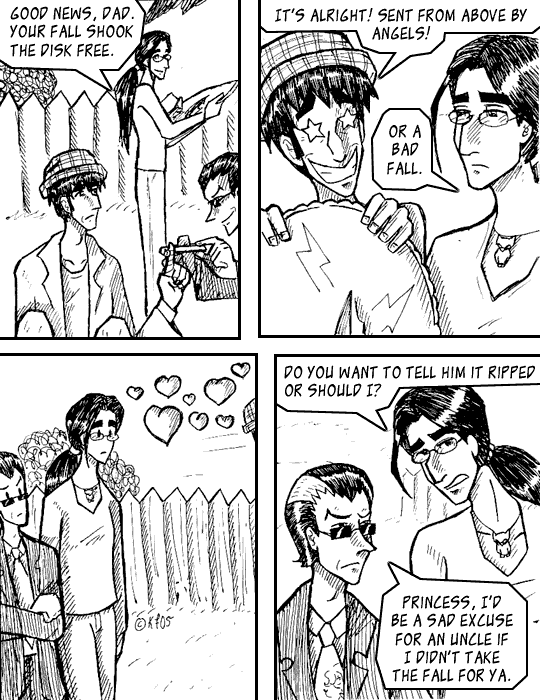 GOOD NEWS, DAD.
YOUR FALL SHOOK
THE DISK FREE.
IT'S ALRIGHT! SENT FROM ABOVE BY
ANGELS!
OR A
BAD
FALL.
©KF05
DO YOU WANT TO TELL HIM IT RIPPED
OR SHOULD I?
PRINCESS, I'D
BE A SAD EXCUSE
FOR AN UNCLE IF
I DIDN'T TAKE
THE FALL FOR YA.